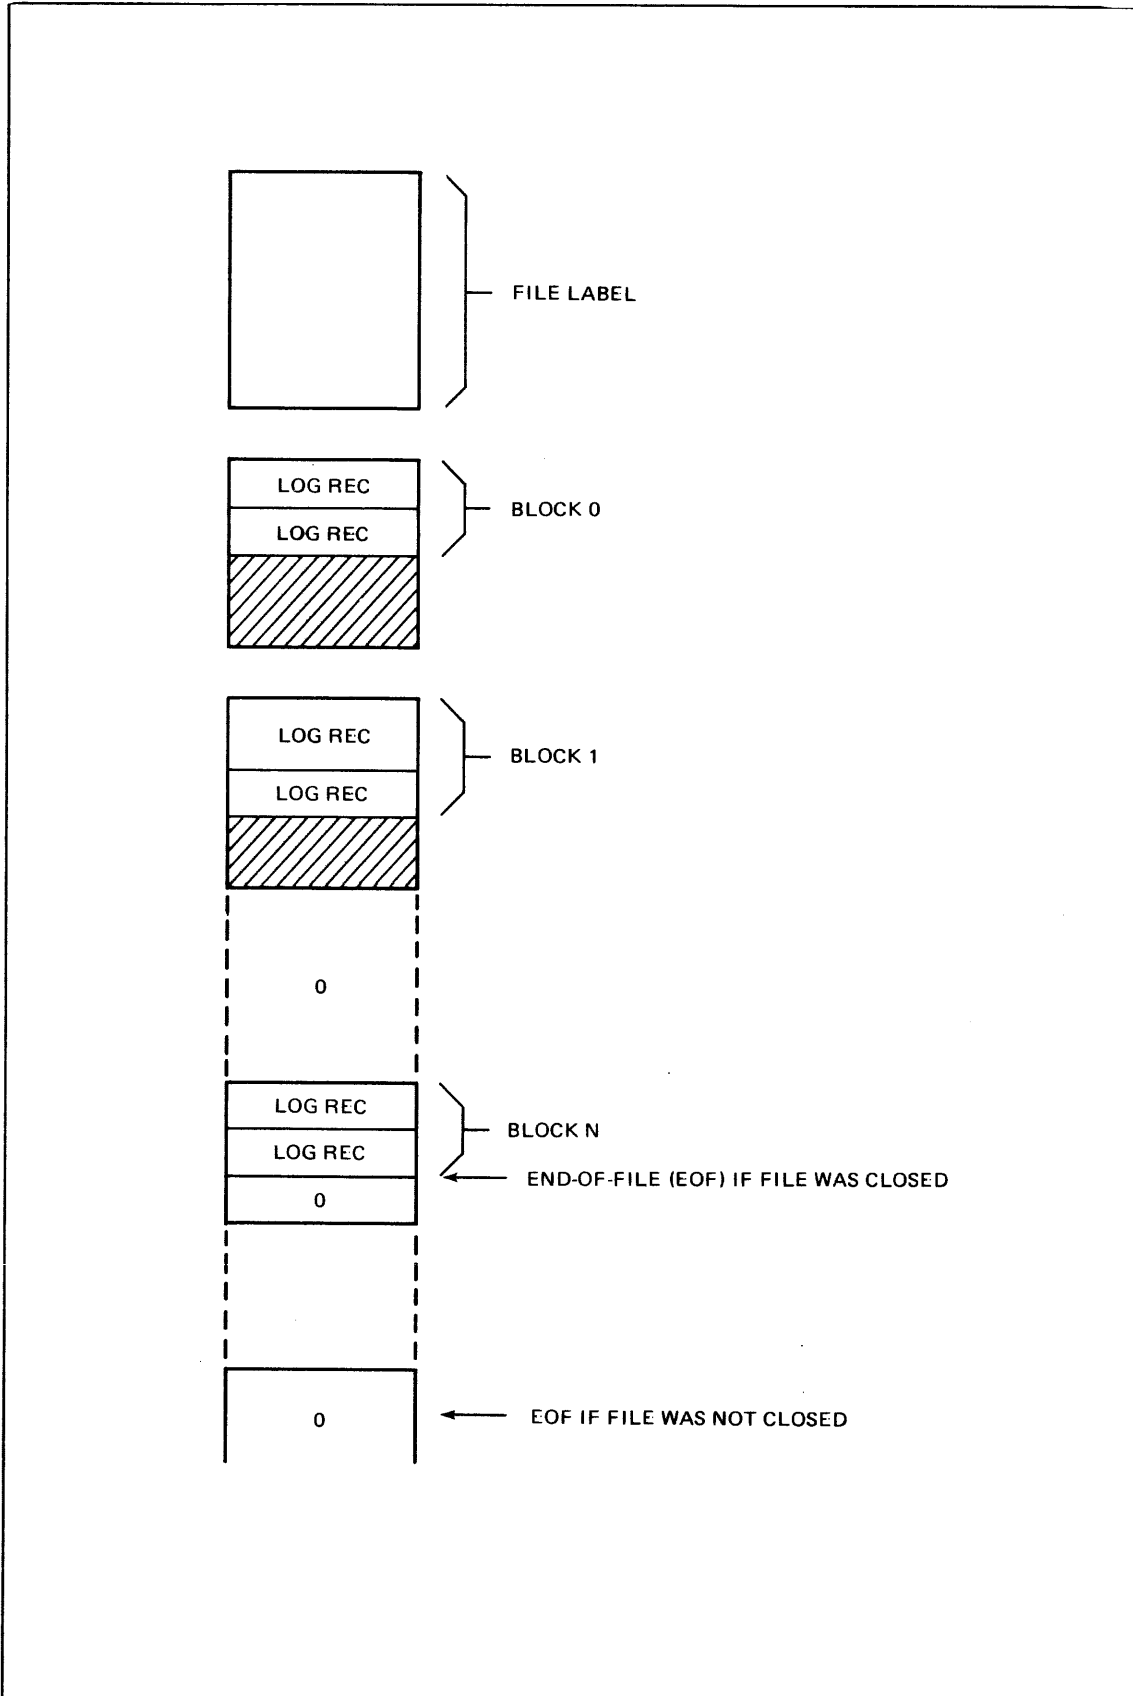 FILE LABEL
LOG REC
LOG REC
BLOCK 0
LOG REC
LOG REC
BLOCK 1
0
LOG REC
LOG REC
BLOCK N
END-OF-FILE (EOF) IF FILE WAS CLOSED
0
0
EOF IF FILE WAS NOT CLOSED